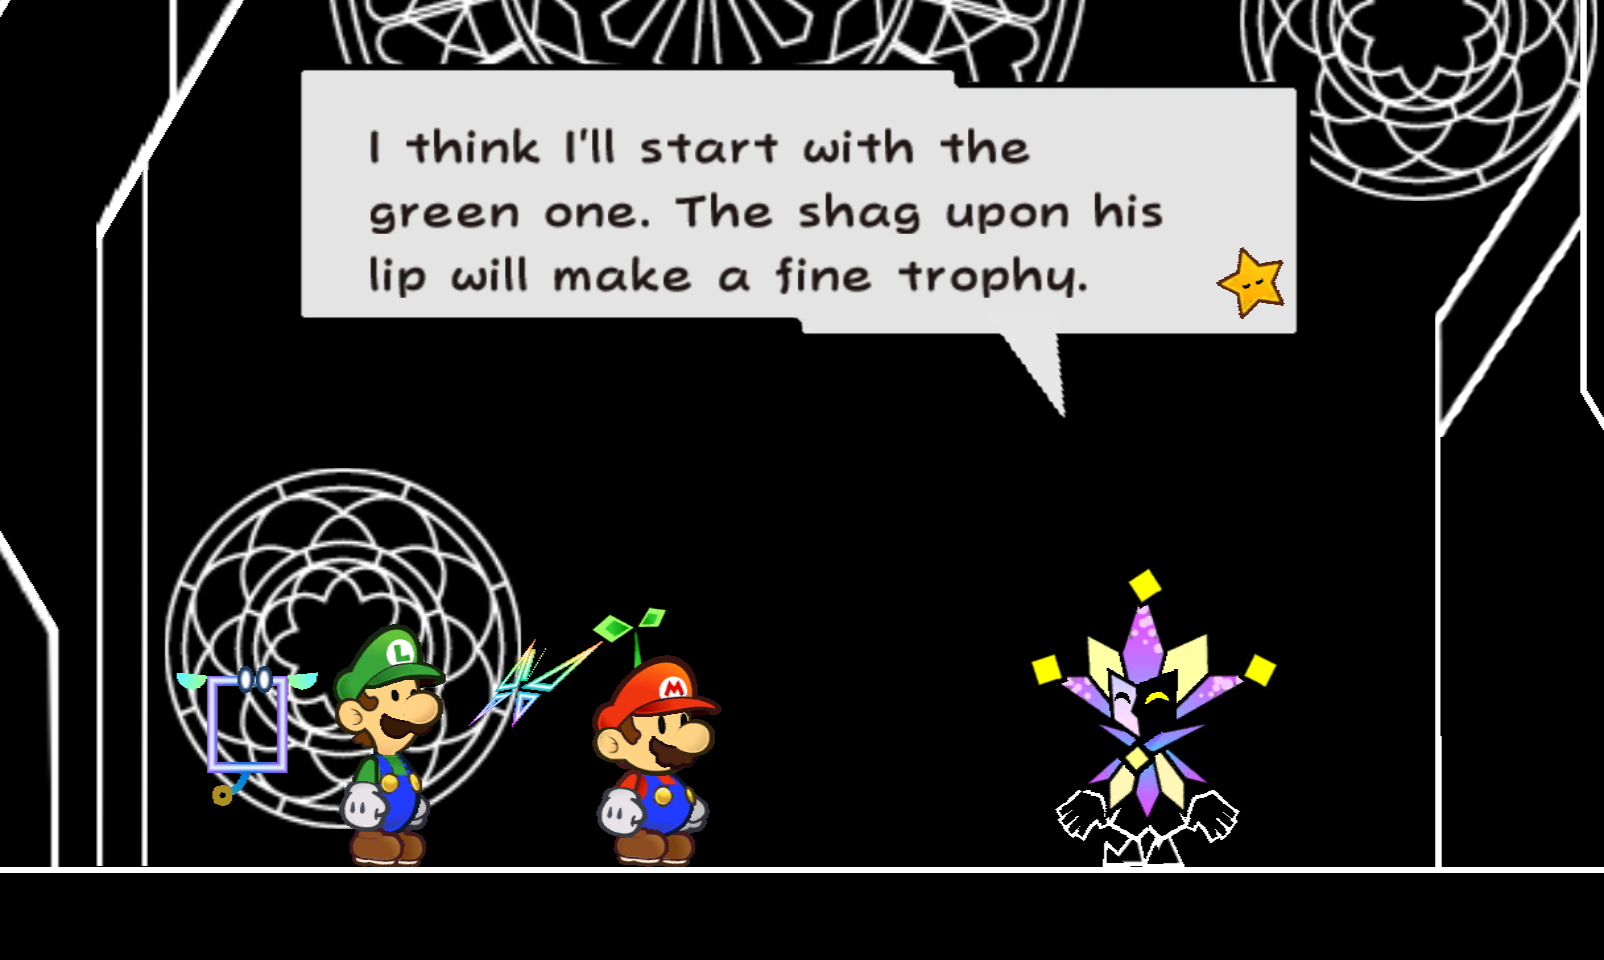 I think I'll start with the
green one. The shag upon his
lip will make a fine trophy.
L
M